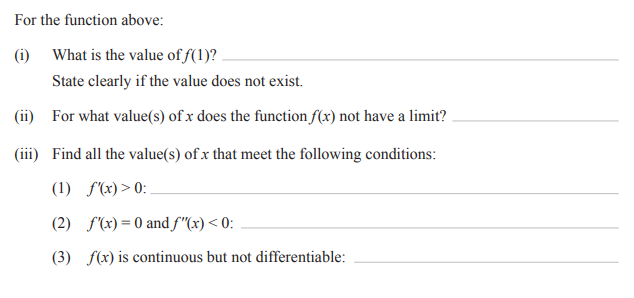 For the function above:
(i) What is the value of f(1)?
State clearly if the value does not exist.
(ii) For what value(s) of x does the function f(x) not have a limit?
(iii) Find all the value(s) of x that meet the following conditions:
(1) f′(x) > 0:
(2) f′(x) = 0 and f″(x) < 0:
(3) f(x) is continuous but not differentiable: